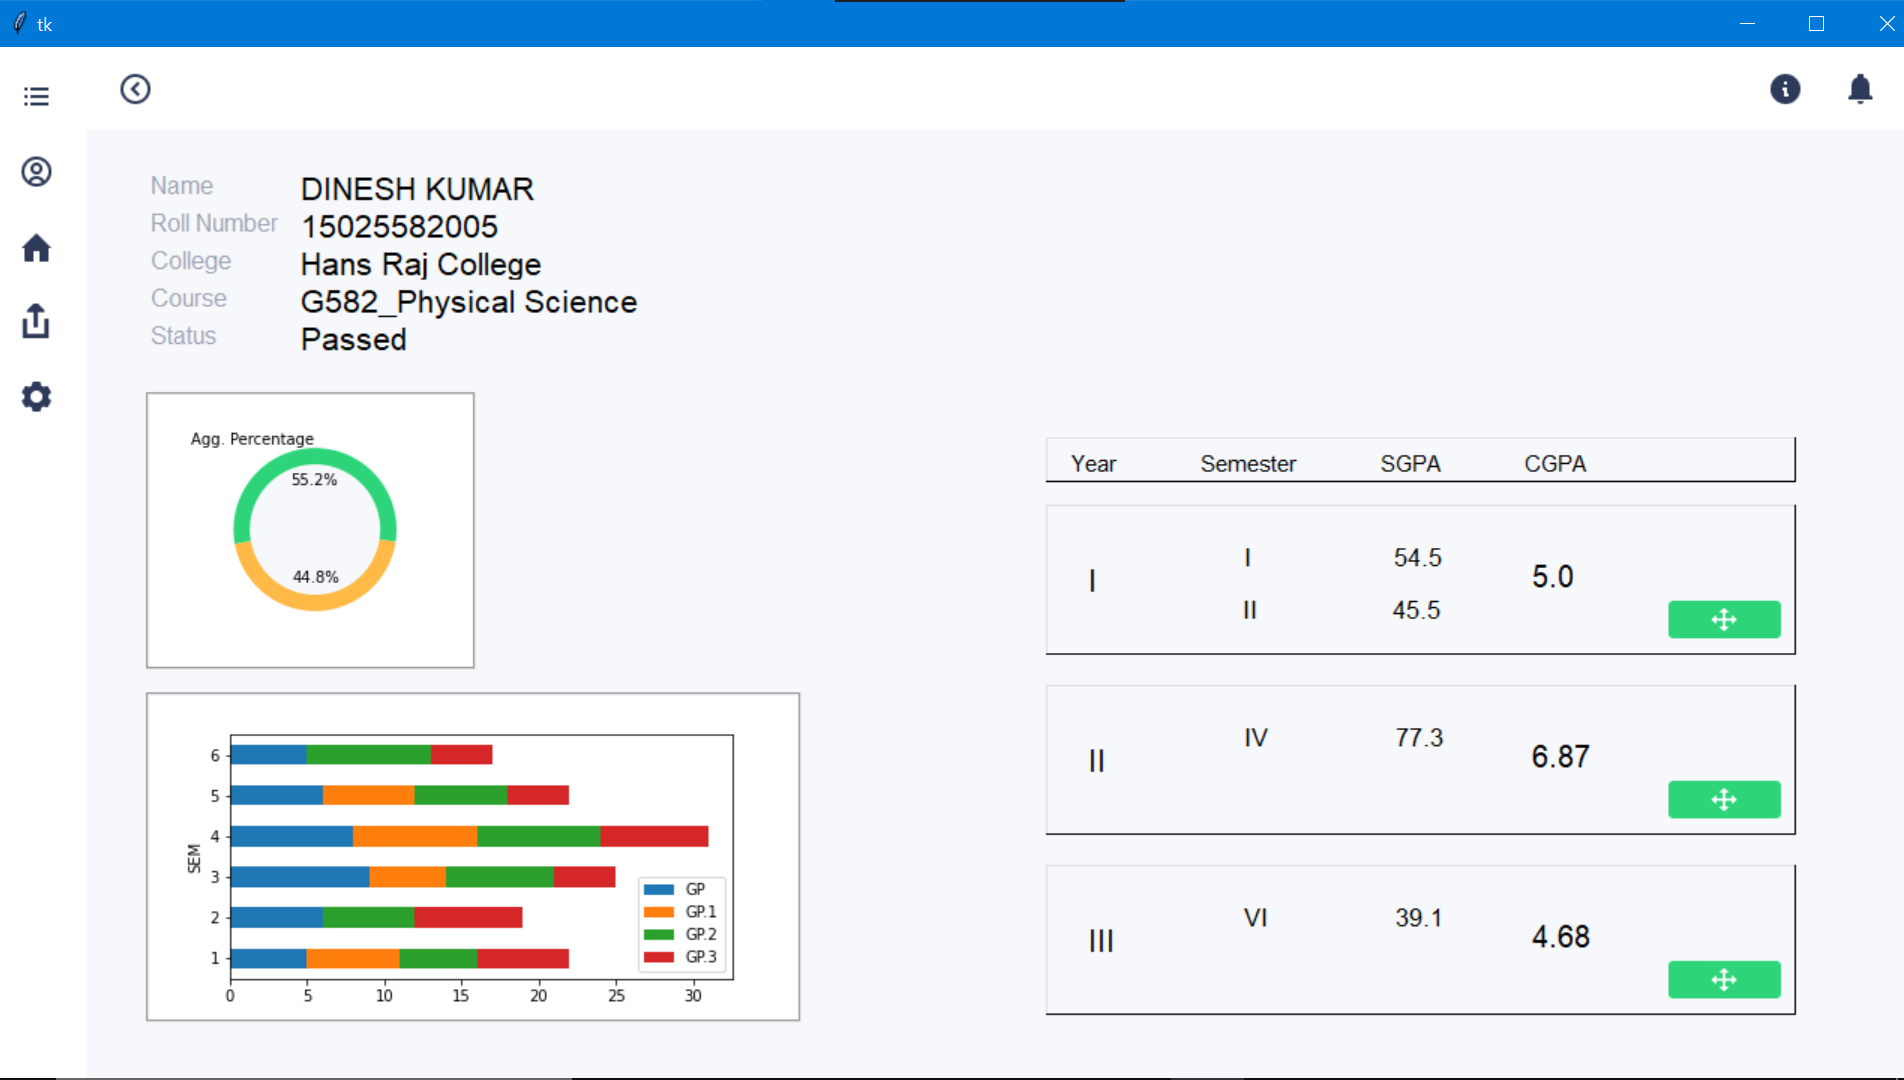 tk
Name DINESH KUMAR
Roll Number 15025582005
College Hans Raj College
Course G582_Physical Science
Status Passed
Agg. Percentage
55.2%
44.8%
6
5
4
3
2
1
SEM
0 5 10 15 20 25 30
GP
GP.1
GP.2
GP.3
Year Semester SGPA CGPA
I I 54.5 5.0
II 45.5
II IV 77.3 6.87
III VI 39.1 4.68